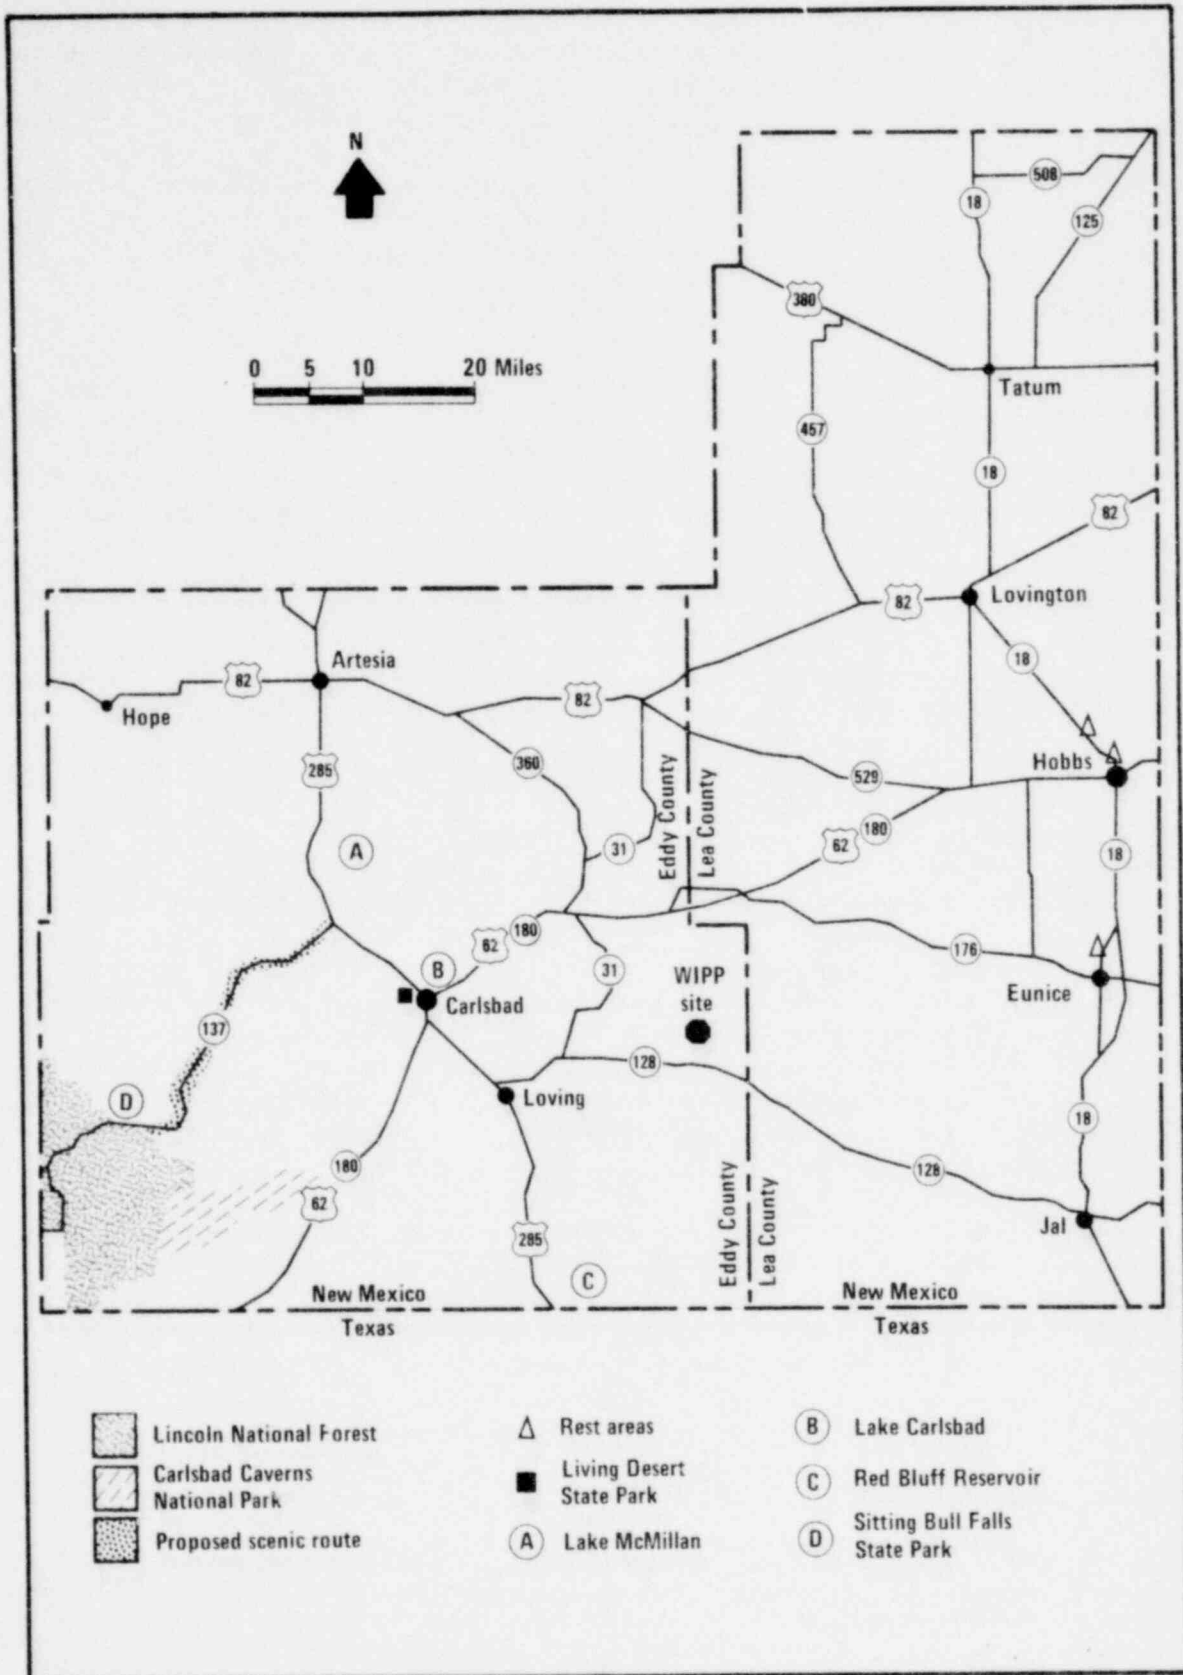 N
0 5 10 20 Miles
508
18
125
380
Tatum
457
18
82
82
Lovington
18
Artesia
82
Hope
82
285
360
529
Hobbs
Eddy County
Lea County
180
62
31
18
A
180
62
B
31
176
WIPP
site
Eunice
Carlsbad
137
128
Loving
D
18
180
62
128
Eddy County
Lea County
Jal
285
C
New Mexico
Texas
New Mexico
Texas
Lincoln National Forest
Carlsbad Caverns
National Park
Proposed scenic route
Rest areas
Living Desert
State Park
A Lake McMillan
B Lake Carlsbad
C Red Bluff Reservoir
D Sitting Bull Falls
State Park